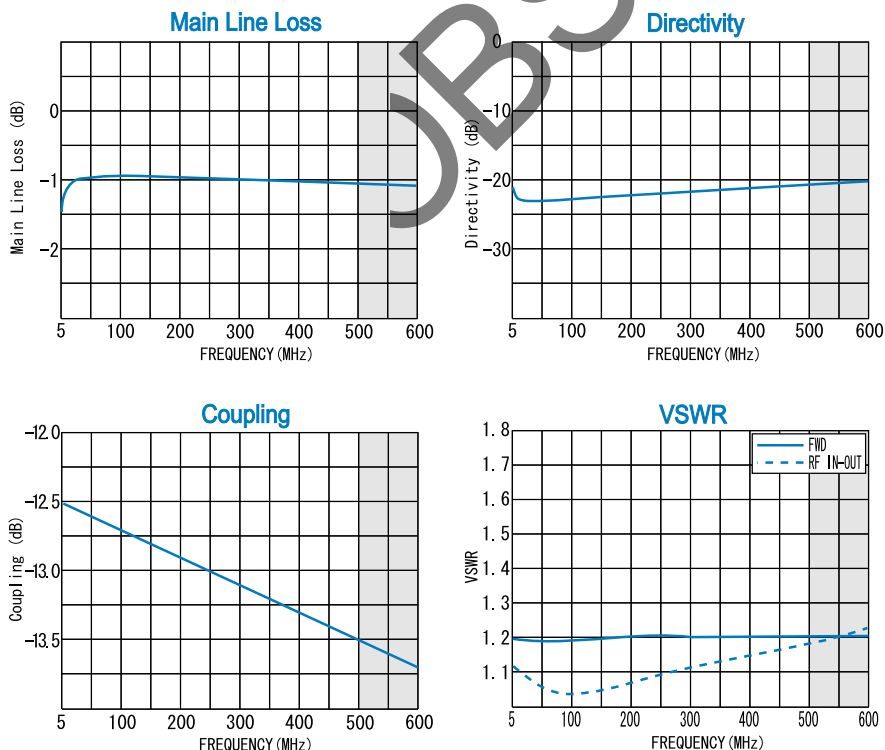 Main Line Loss
Main Line Loss (dB)
0
-1
-2
5 100 200 300 400 500 600
FREQUENCY(MHz)
Directivity
Directivity (dB)
0
-10
-20
-30
5 100 200 300 400 500 600
FREQUENCY(MHz)
OBS
Coupling
Coupling (dB)
-12.0
-12.5
-13.0
-13.5
5 100 200 300 400 500 600
FREQUENCY(MHz)
VSWR
VSWR
1.8
1.7
1.6
1.5
1.4
1.3
1.2
1.1
FWD
RF IN-OUT
5 100 200 300 400 500 600
FREQUENCY(MHz)